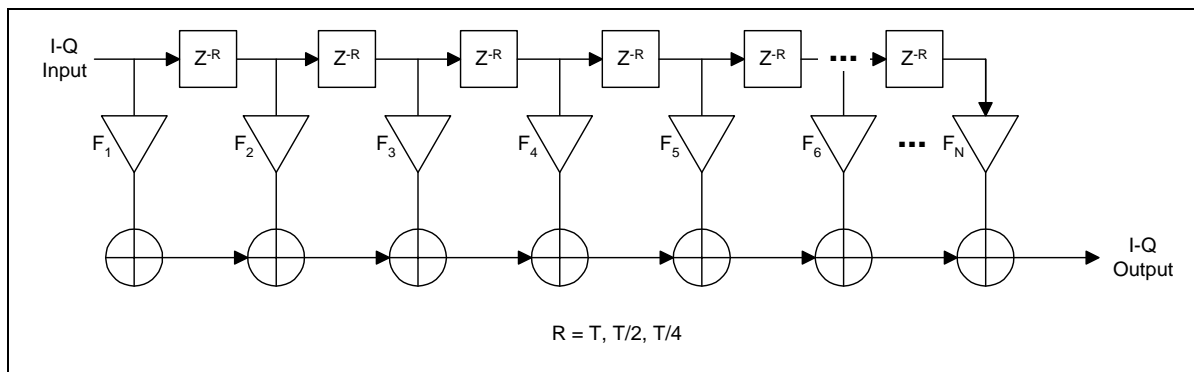 I-Q
Input
Z-R Z-R Z-R Z-R Z-R ... Z-R
F1 F2 F3 F4 F5 F6 ... FN
I-Q
Output
R = T, T/2, T/4